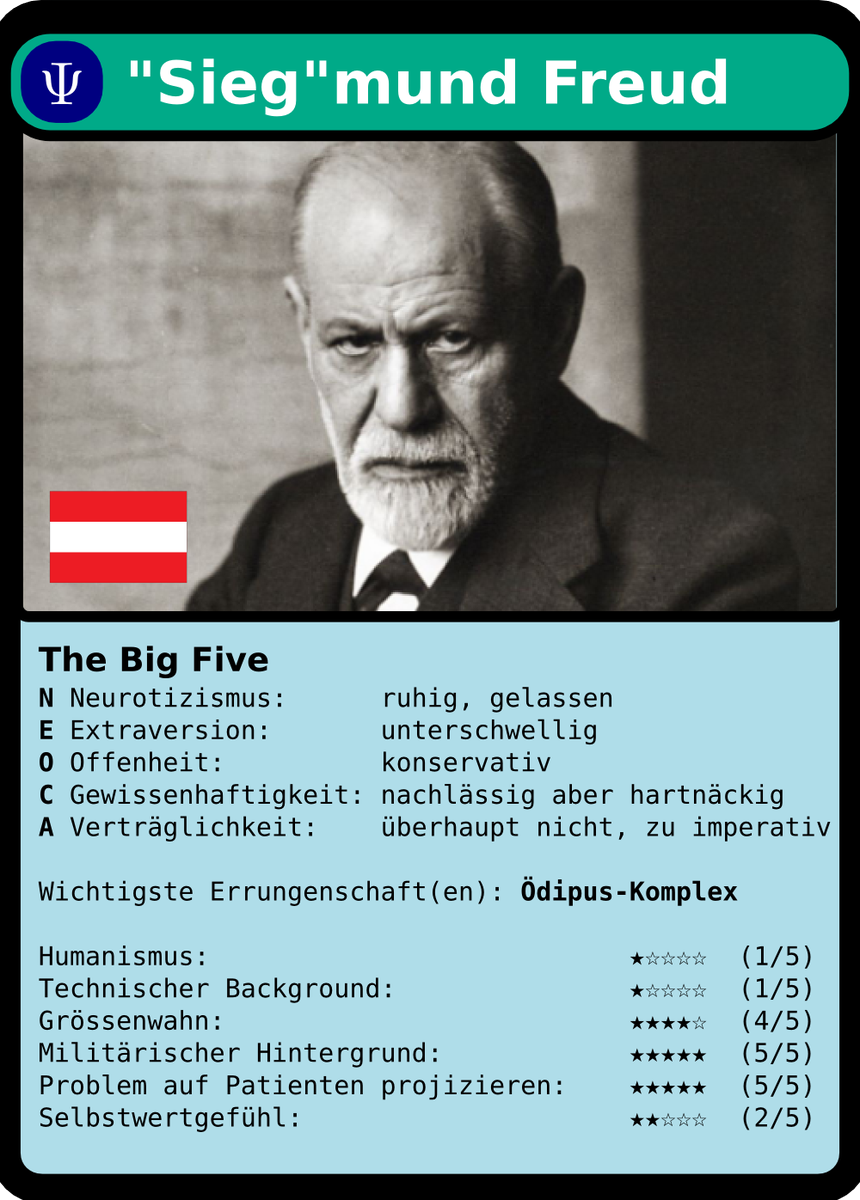 Ψ "Sieg"mund Freud
The Big Five
N Neurotizismus: ruhig, gelassen
E Extraversion: unterschwellig
O Offenheit: konservativ
C Gewissenhaftigkeit: nachlässig aber hartnäckig
A Verträglichkeit: überhaupt nicht, zu imperativ
Wichtigste Errungenschaft(en): Ödipus-Komplex
Humanismus: ★☆☆☆☆ (1/5)
Technischer Background: ★☆☆☆☆ (1/5)
Grössenwahn: ★★★★☆ (4/5)
Militärischer Hintergrund: ★★★★★ (5/5)
Problem auf Patienten projizieren: ★★★★★ (5/5)
Selbstwertgefühl: ★★☆☆☆ (2/5)